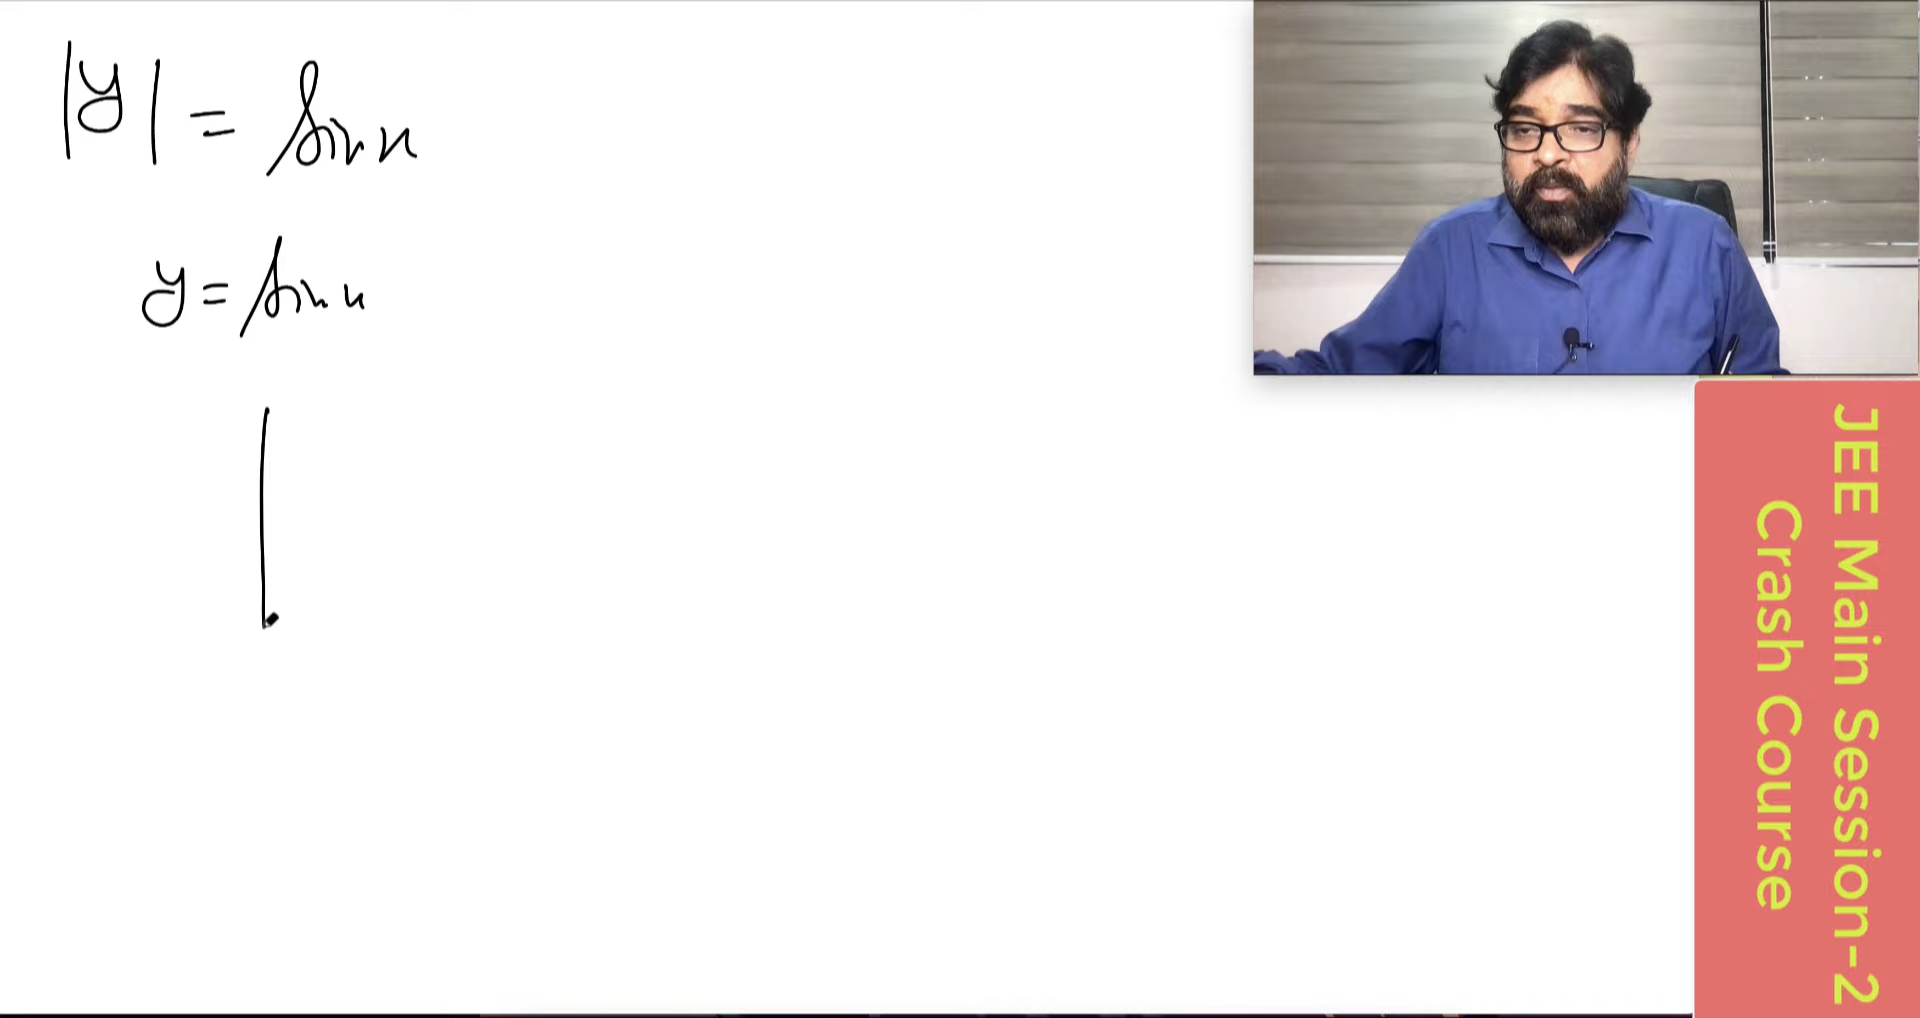 |y| = sin x
y = sin x
JEE Main Session-2
Crash Course